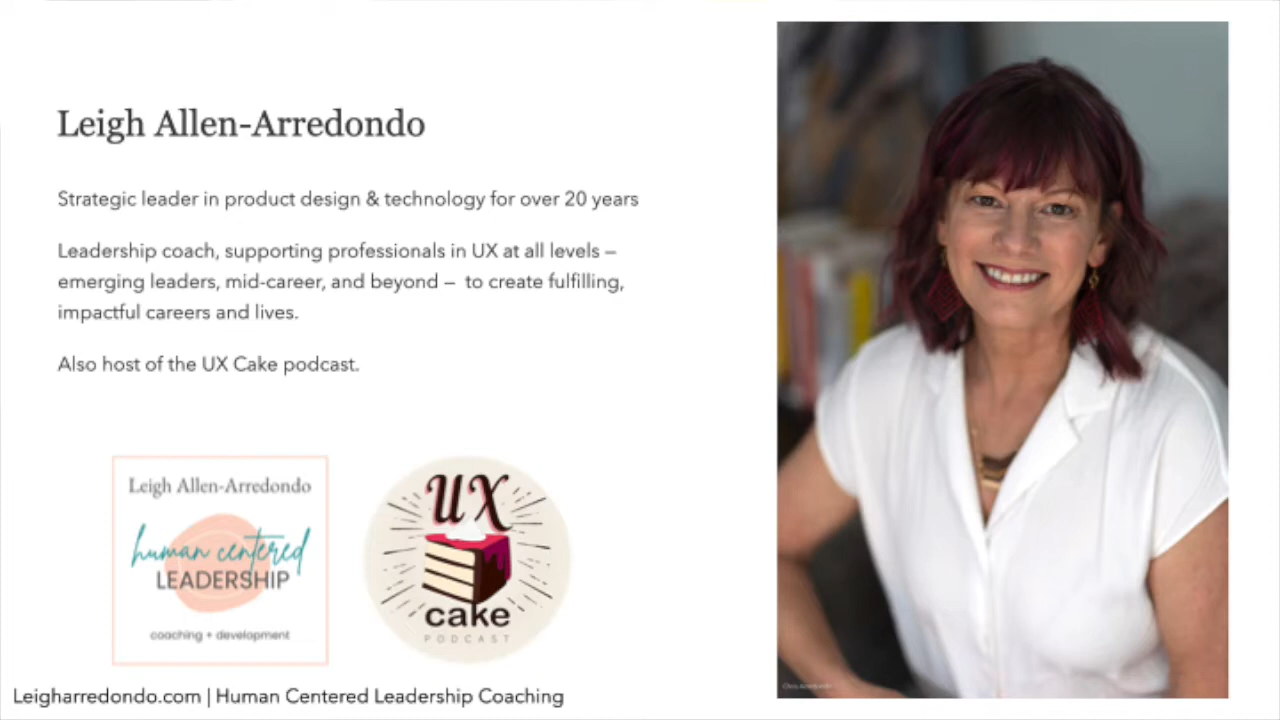 Leigh Allen-Arredondo
Strategic leader in product design & technology for over 20 years
Leadership coach, supporting professionals in UX at all levels –
emerging leaders, mid-career, and beyond –  to create fulfilling,
impactful careers and lives.
Also host of the UX Cake podcast.
Leigh Allen-Arredondo
human centered
LEADERSHIP
coaching + development
UX
cake
PODCAST
Leigharredondo.com | Human Centered Leadership Coaching